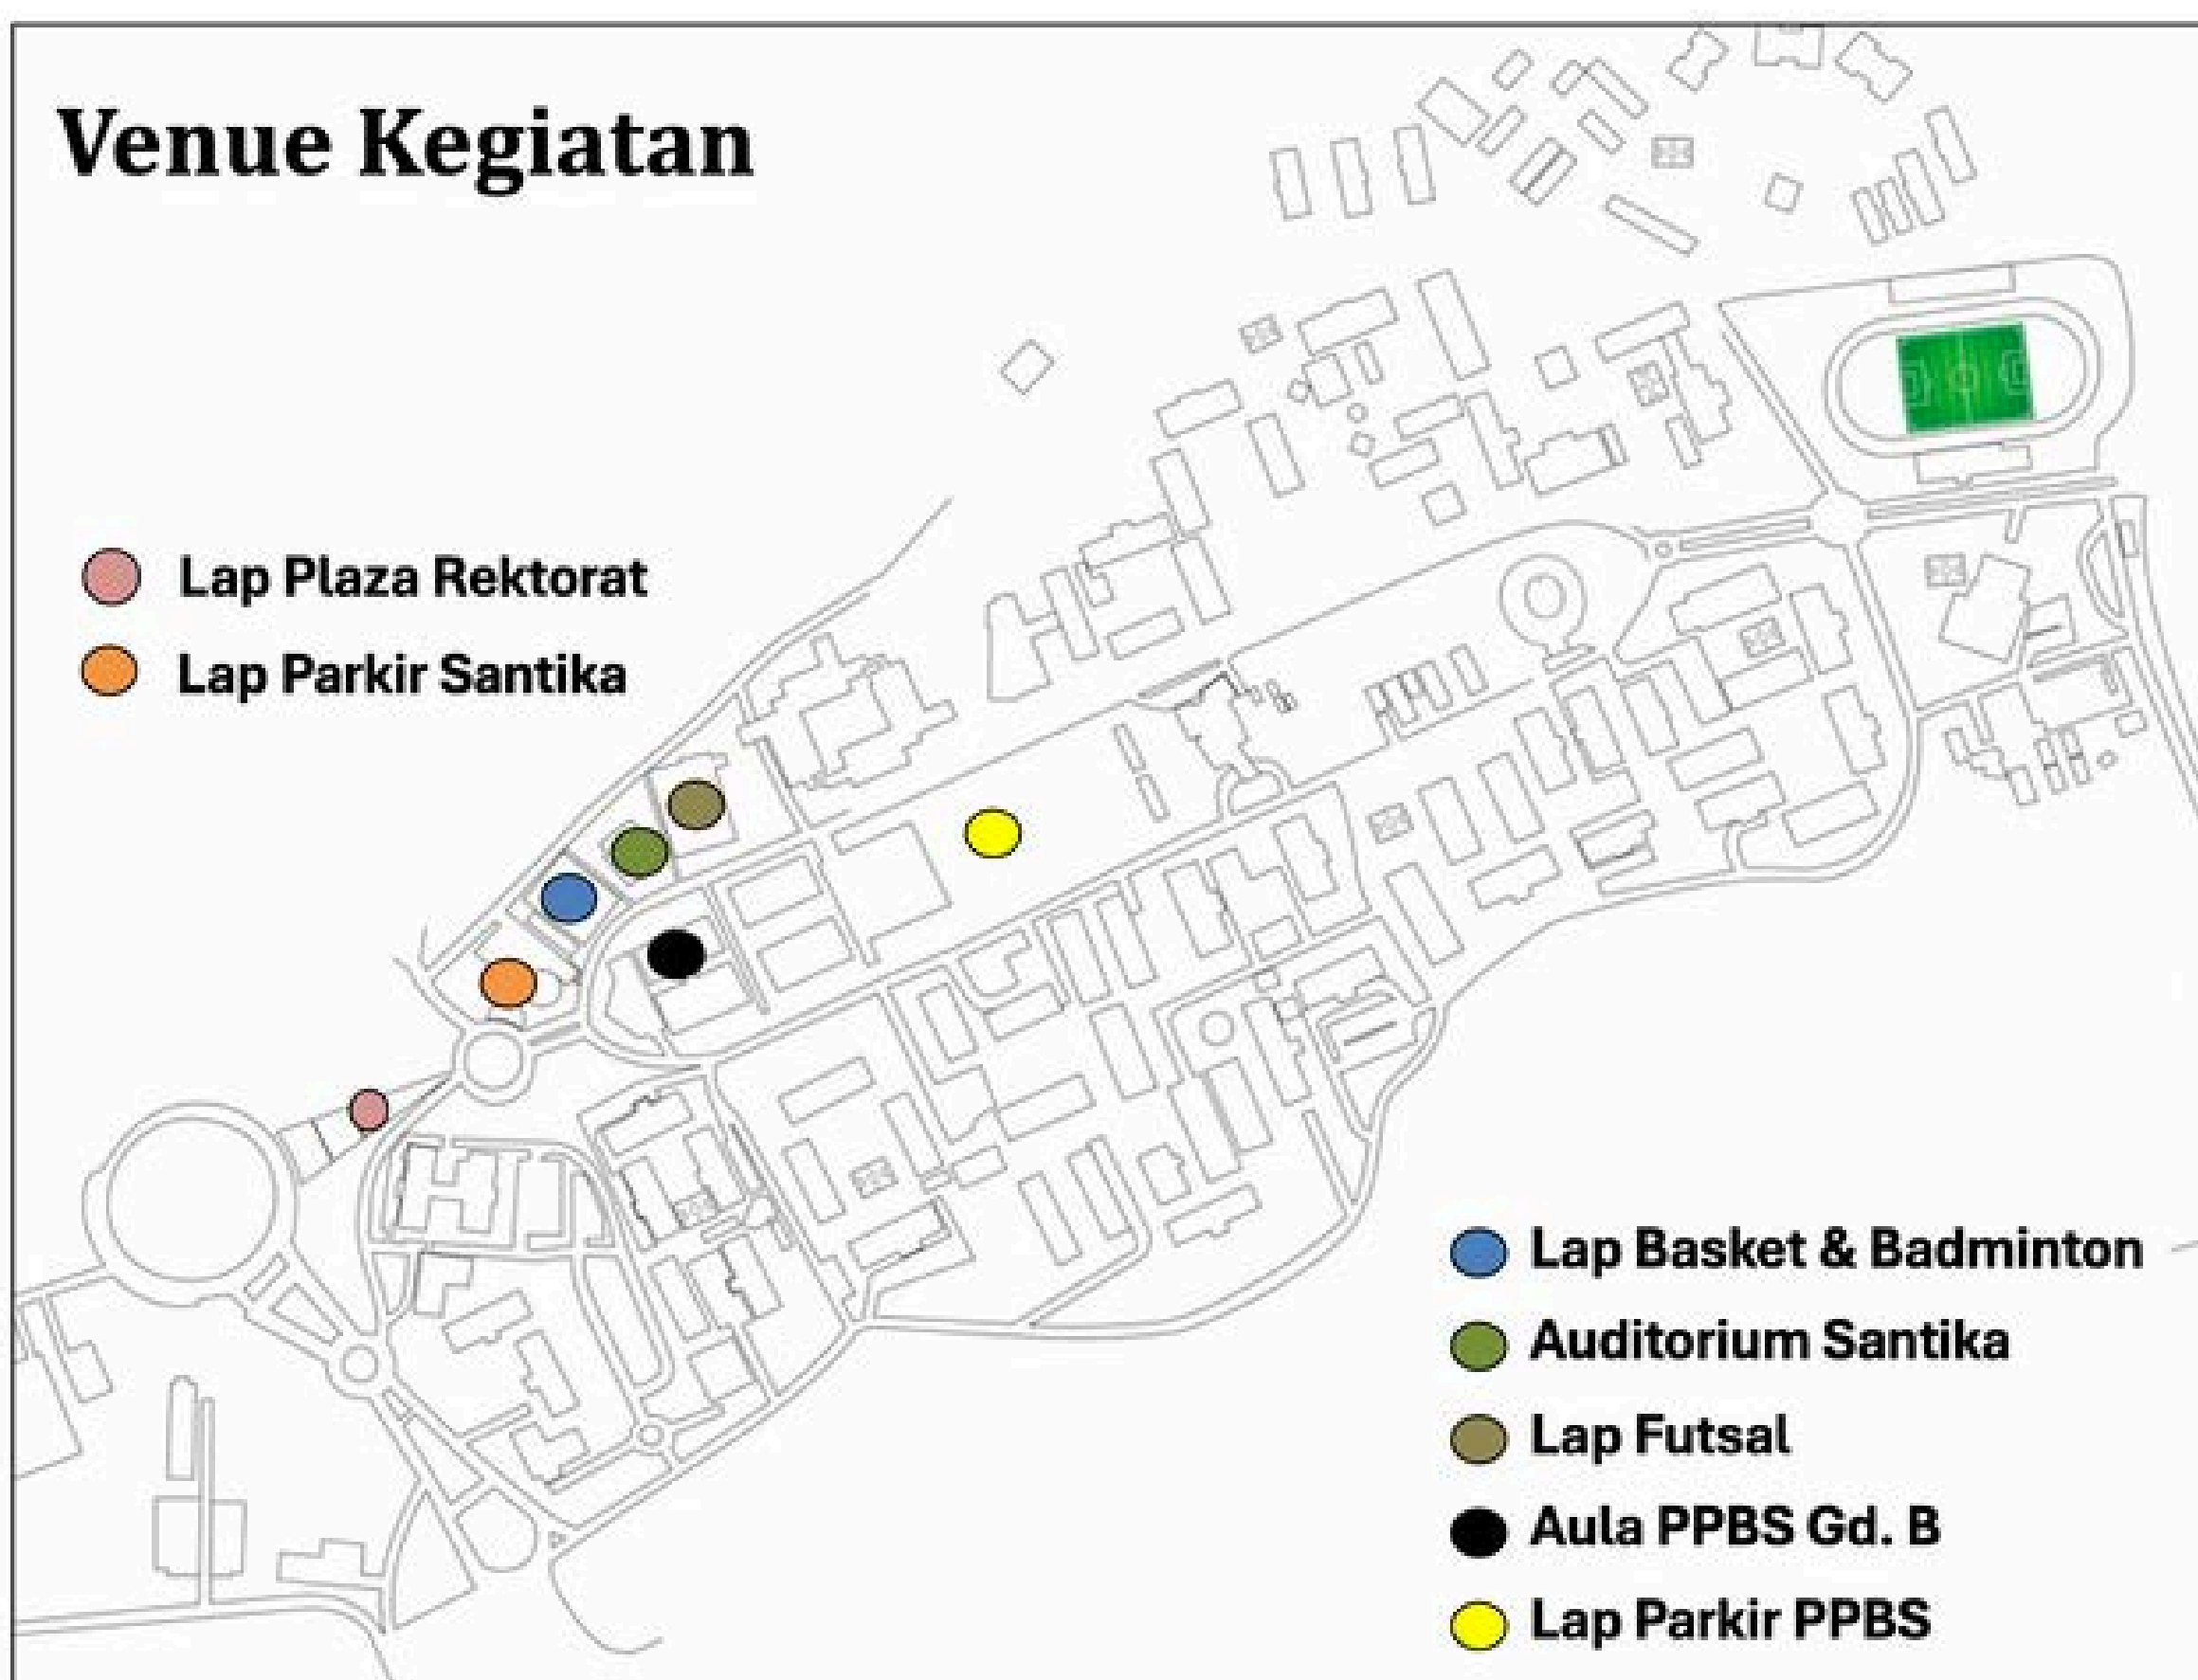 Venue Kegiatan
Lap Plaza Rektorat
Lap Parkir Santika
Lap Basket & Badminton
Auditorium Santika
Lap Futsal
Aula PPBS Gd. B
Lap Parkir PPBS